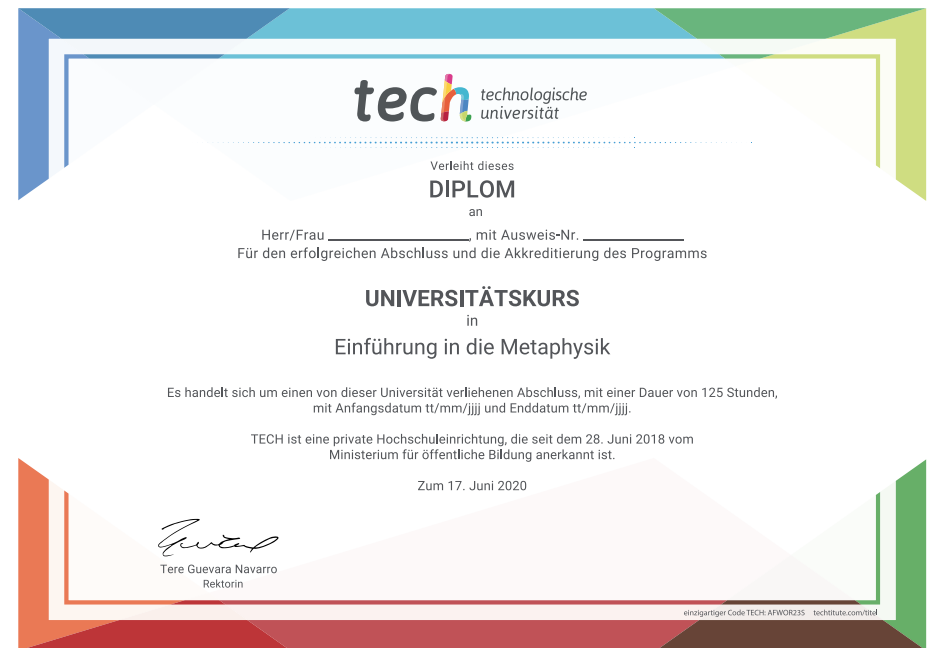 tech technologische
universität
Verleiht dieses
DIPLOM
an
Herr/Frau ____________________, mit Ausweis-Nr. ______________
Für den erfolgreichen Abschluss und die Akkreditierung des Programms
UNIVERSITÄTSKURS
in
Einführung in die Metaphysik
Es handelt sich um einen von dieser Universität verliehenen Abschluss, mit einer Dauer von 125 Stunden,
mit Anfangsdatum tt/mm/jjjj und Enddatum tt/mm/jjjj.
TECH ist eine private Hochschuleinrichtung, die seit dem 28. Juni 2018 vom
Ministerium für öffentliche Bildung anerkannt ist.
Zum 17. Juni 2020
Tere Guevara Navarro
Rektorin
einzigartiger Code TECH: AFWOR23S techtitute.com/titel